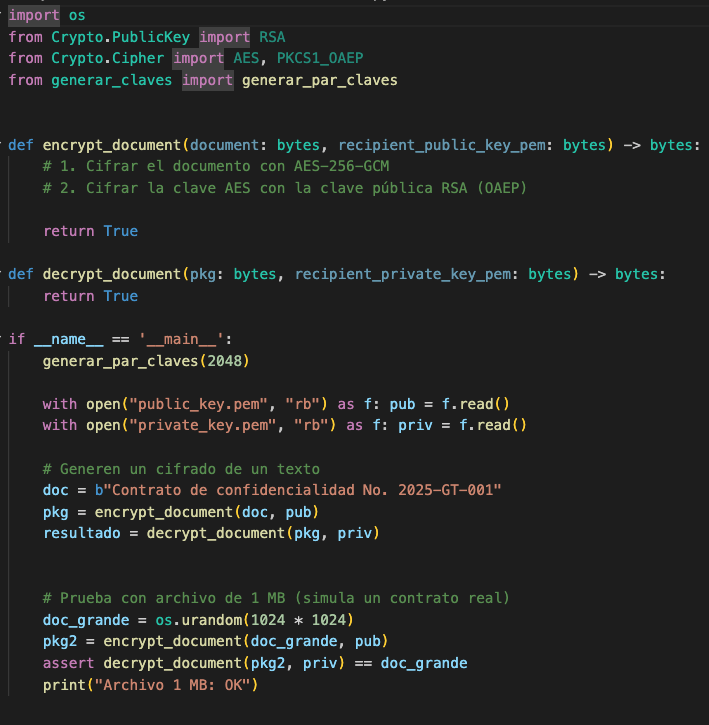 import os
from Crypto.PublicKey import RSA
from Crypto.Cipher import AES, PKCS1_OAEP
from generar_claves import generar_par_claves
def encrypt_document(document: bytes, recipient_public_key_pem: bytes) -> bytes:
# 1. Cifrar el documento con AES-256-GCM
# 2. Cifrar la clave AES con la clave pública RSA (OAEP)
return True
def decrypt_document(pkg: bytes, recipient_private_key_pem: bytes) -> bytes:
return True
if __name__ == '__main__':
generar_par_claves(2048)
with open("public_key.pem", "rb") as f: pub = f.read()
with open("private_key.pem", "rb") as f: priv = f.read()
# Generen un cifrado de un texto
doc = b"Contrato de confidencialidad No. 2025-GT-001"
pkg = encrypt_document(doc, pub)
resultado = decrypt_document(pkg, priv)
# Prueba con archivo de 1 MB (simula un contrato real)
doc_grande = os.urandom(1024 * 1024)
pkg2 = encrypt_document(doc_grande, pub)
assert decrypt_document(pkg2, priv) == doc_grande
print("Archivo 1 MB: OK")